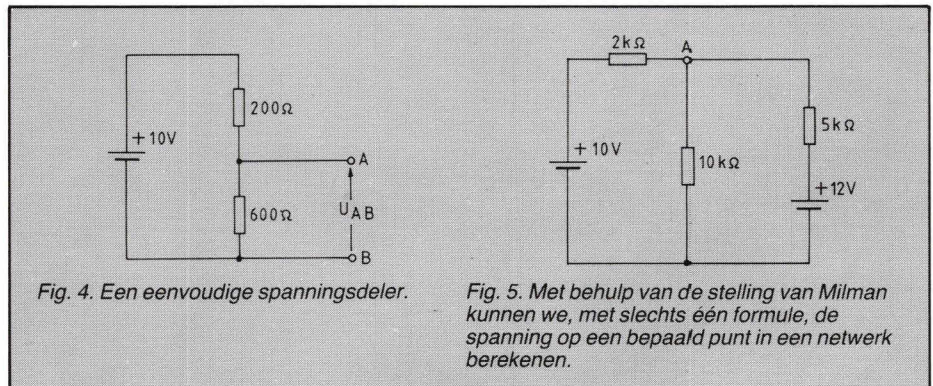 + 10V
200Ω
600Ω
A
U AB
B
Fig. 4. Een eenvoudige spanningsdeler.
2kΩ
A
+ 10V
10kΩ
5kΩ
+12V
Fig. 5. Met behulp van de stelling van Milman
kunnen we, met slechts één formule, de
spanning op een bepaald punt in een netwerk
berekenen.